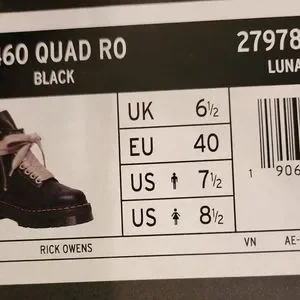 460 QUAD RO 27978
BLACK LUNA
UK 6½
EU 40
US 7½
US 8½
1 906
RICK OWENS VN AE-